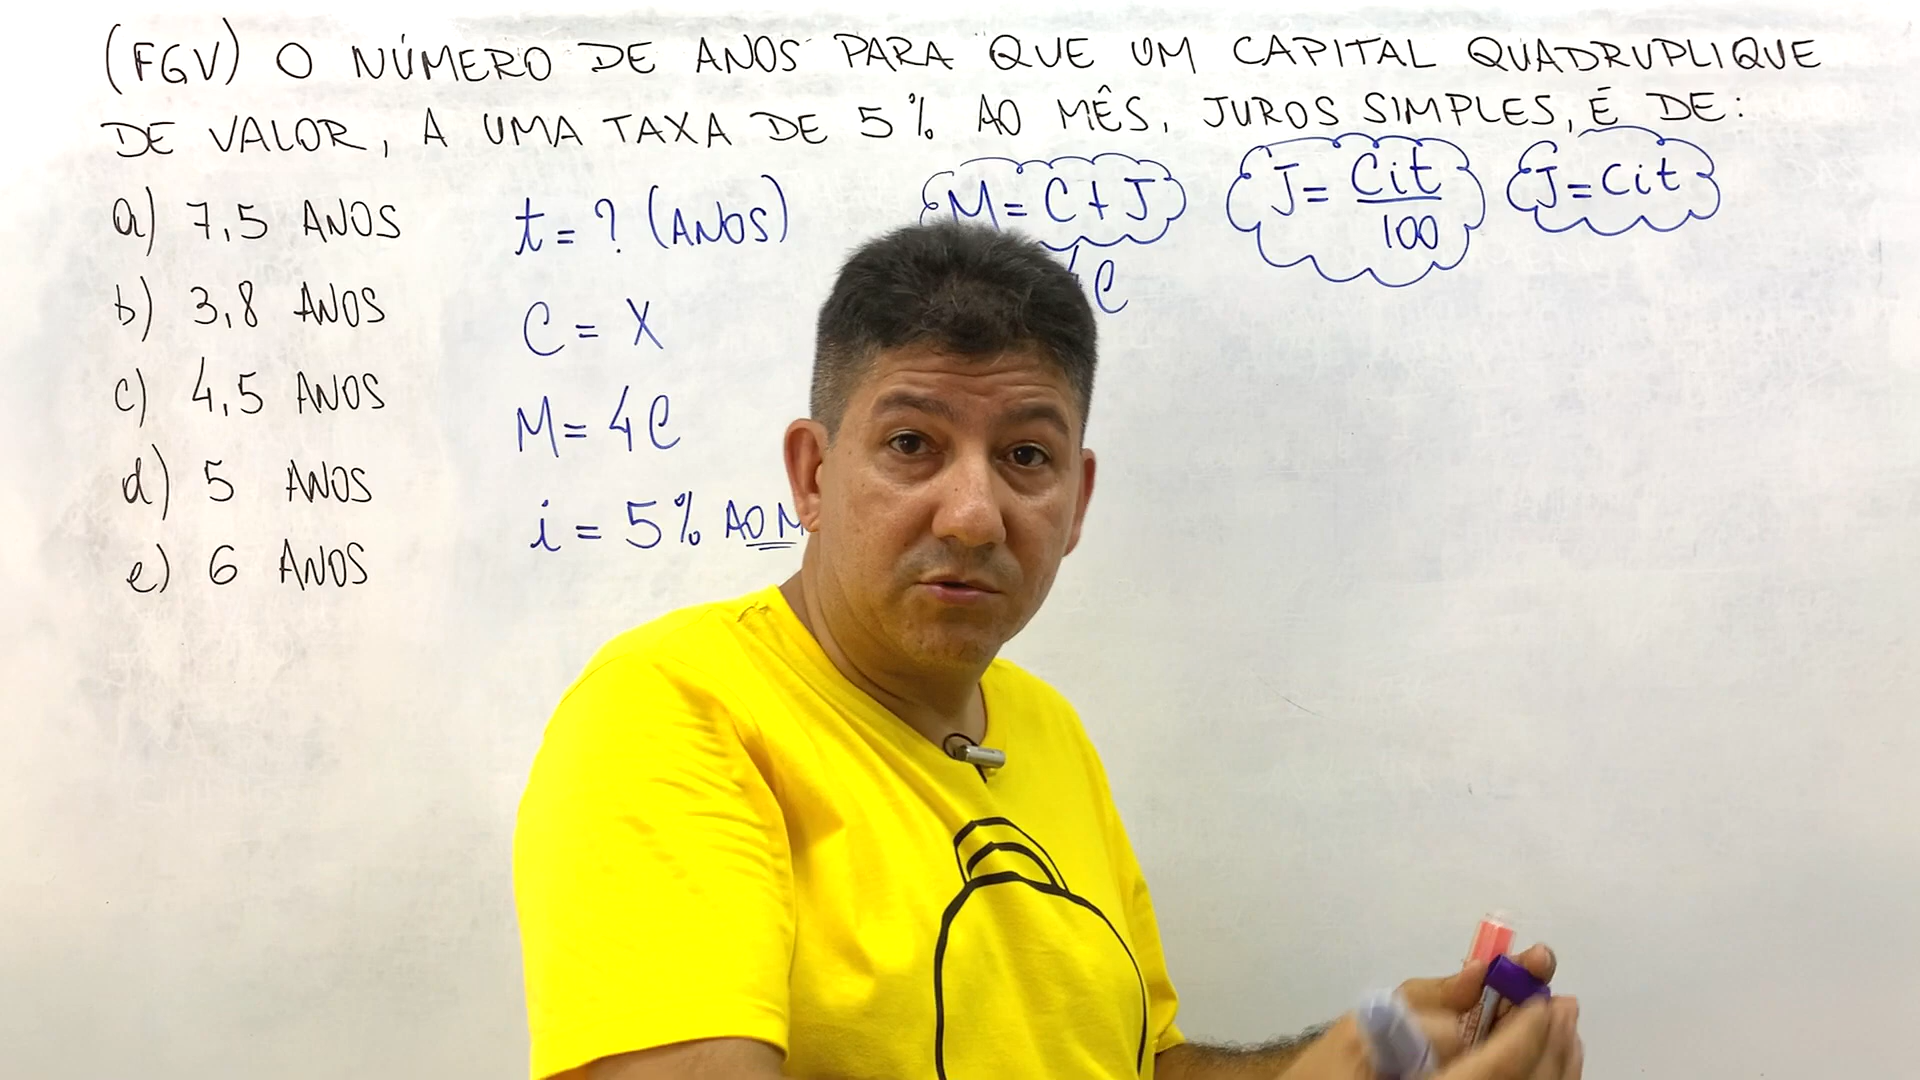 (FGV) O NÚMERO DE ANOS PARA QUE UM CAPITAL QUADRUPLIQUE
DE VALOR, A UMA TAXA DE 5% AO MÊS, JUROS SIMPLES, É DE:
a) 7,5 ANOS
b) 3,8 ANOS
c) 4,5 ANOS
d) 5 ANOS
e) 6 ANOS
t = ? (ANOS)
C = X
M = 4C
i = 5% AO M
M = C + J
C
J = Cit
100
J = Cit